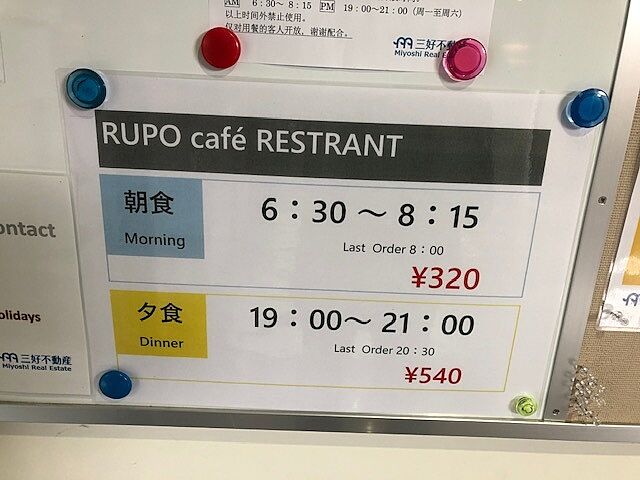 AM 6:30～ 8:15 PM 19:00～21:00 (周一至周六)
以上时间外禁止使用。
仅对用餐的客人开放，谢谢配合。
三好不動産
Miyoshi Real Estate
RUPO café RESTRANT
朝食
Morning
6：30 ～ 8：15
Last Order 8：00
¥320
夕食
Dinner
19：00～ 21：00
Last Order 20：30
¥540
ontact
olidays
三好不動産
Miyoshi Real Estate